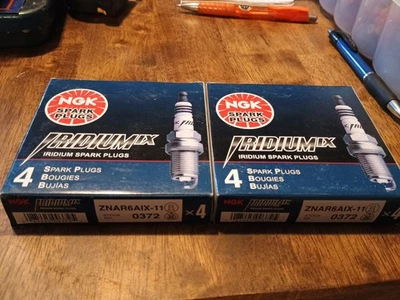 NGK
SPARK
PLUGS
IRIDIUM IX
IRIDIUM SPARK PLUGS
4 SPARK PLUGS
BOUGIES
BUJÍAS
ZNAR6AIX-11
0372
×4
NGK
SPARK
PLUGS
IRIDIUM IX
IRIDIUM SPARK PLUGS
4 SPARK PLUGS
BOUGIES
BUJÍAS
ZNAR6AIX-11
0372
×4